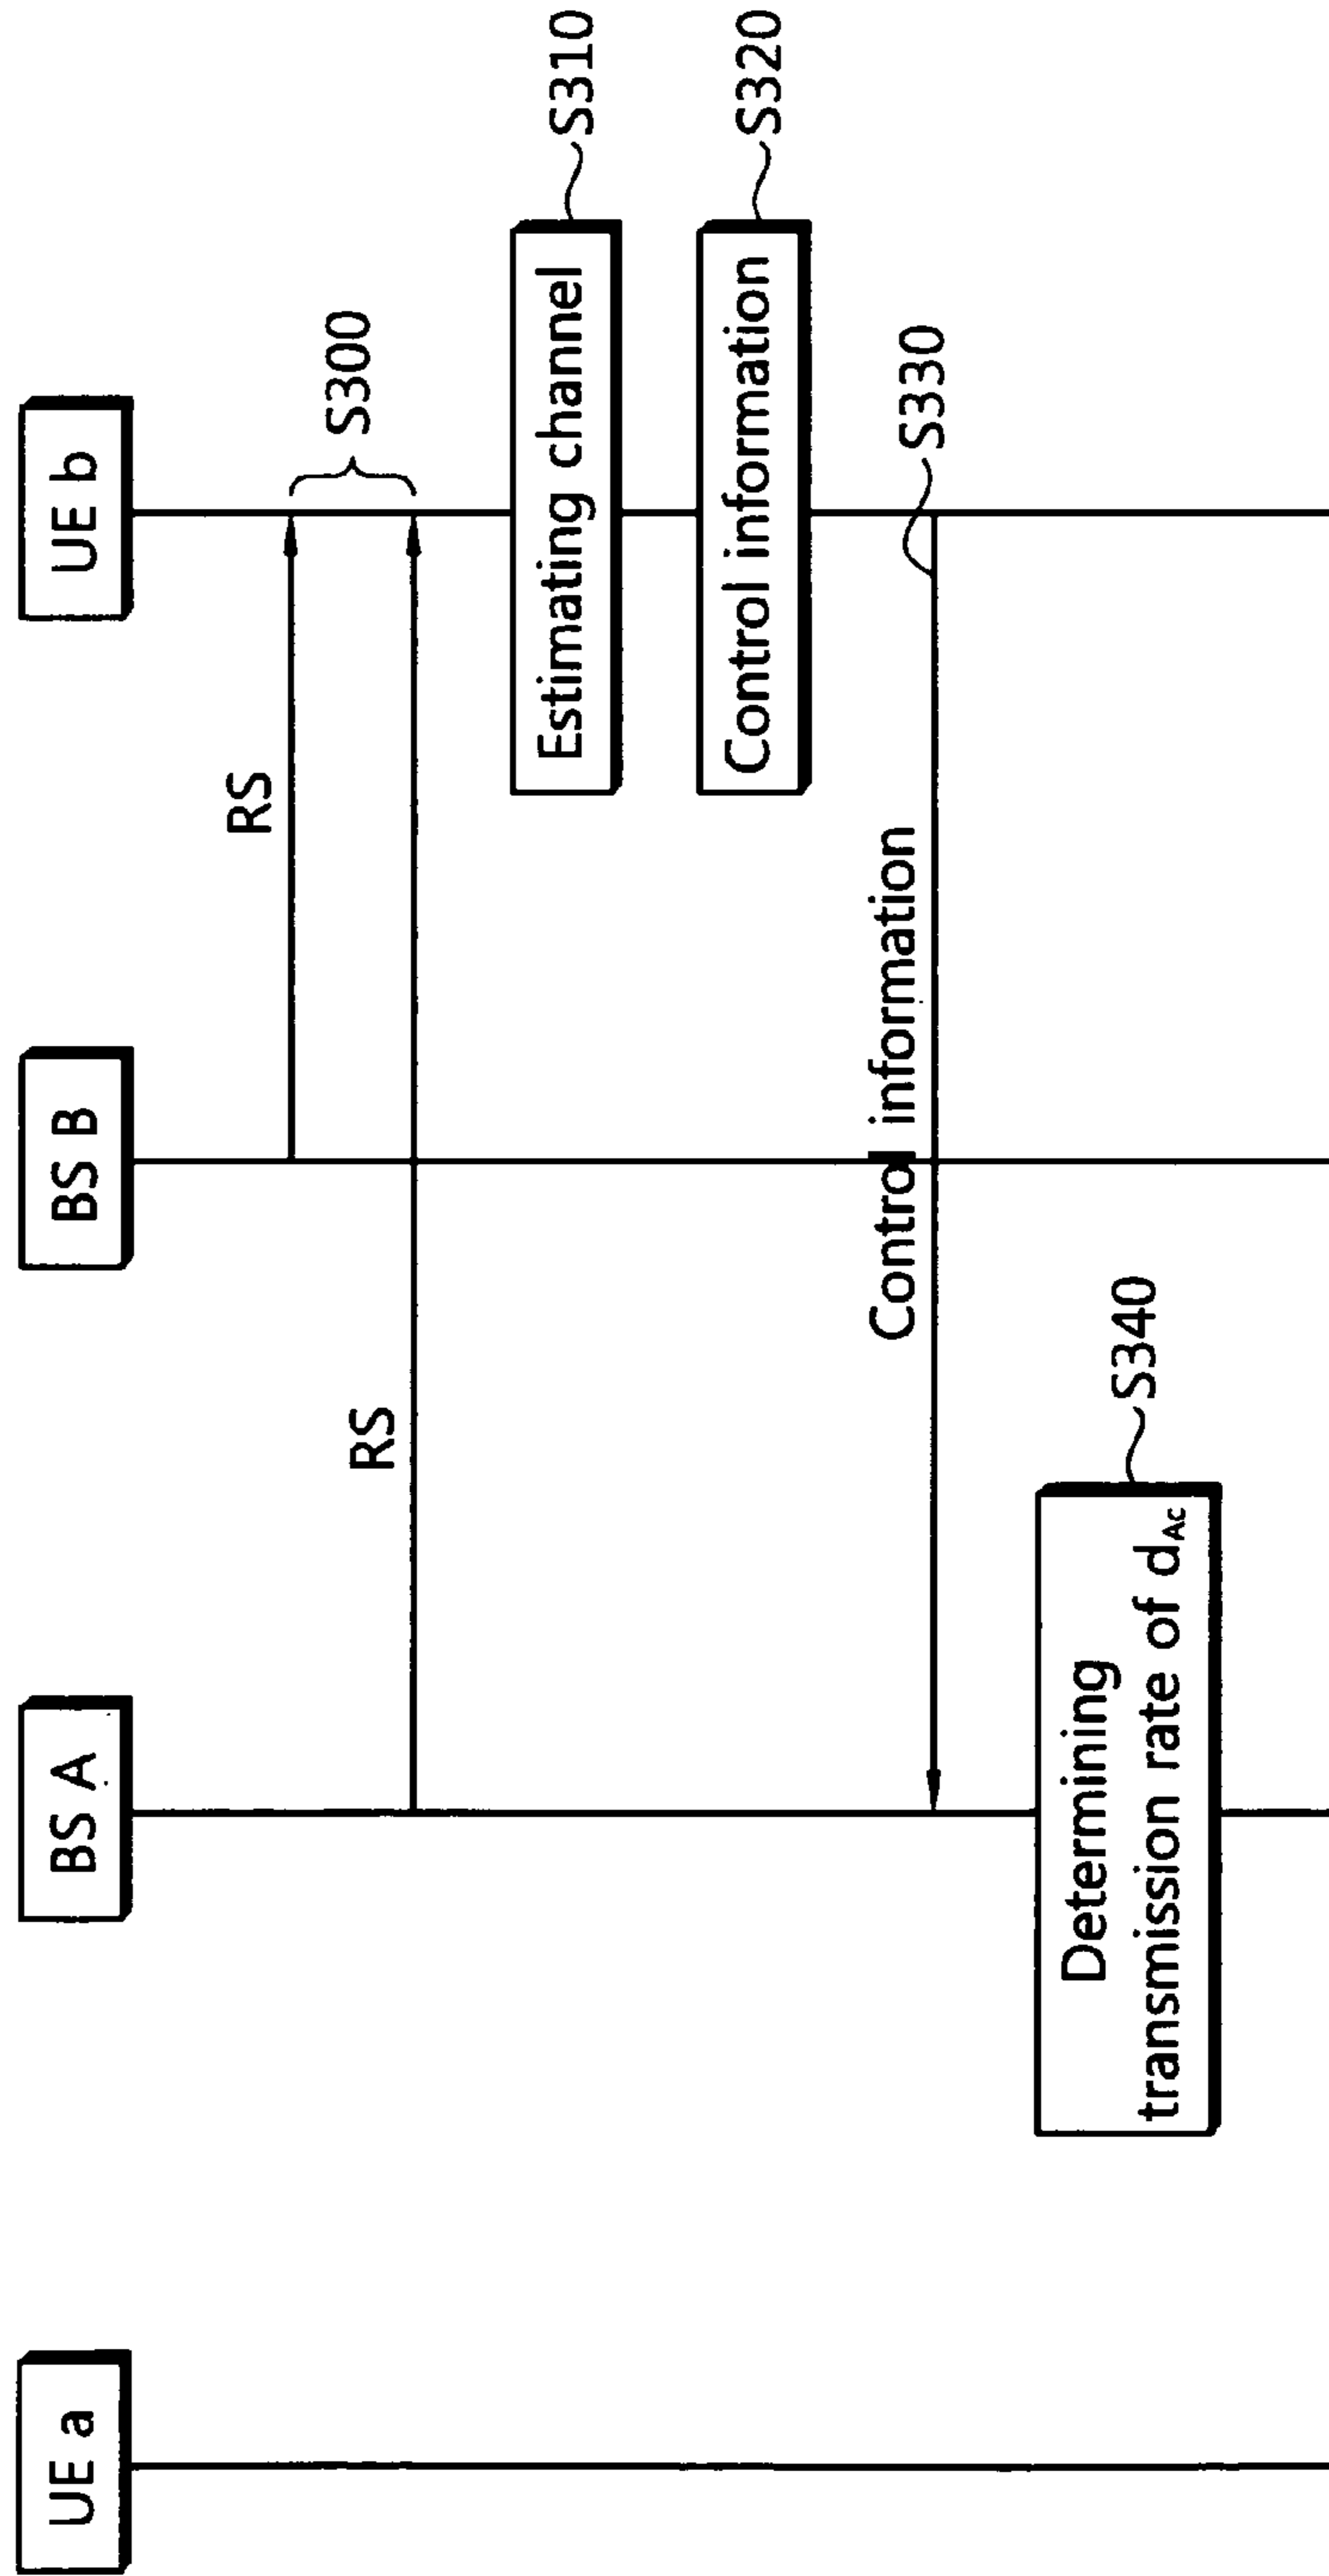 UE a
BS A
BS B
UE b
RS
S300
RS
Estimating channel
S310
Control information
S320
Control information
S330
Determining
transmission rate of dAc
S340